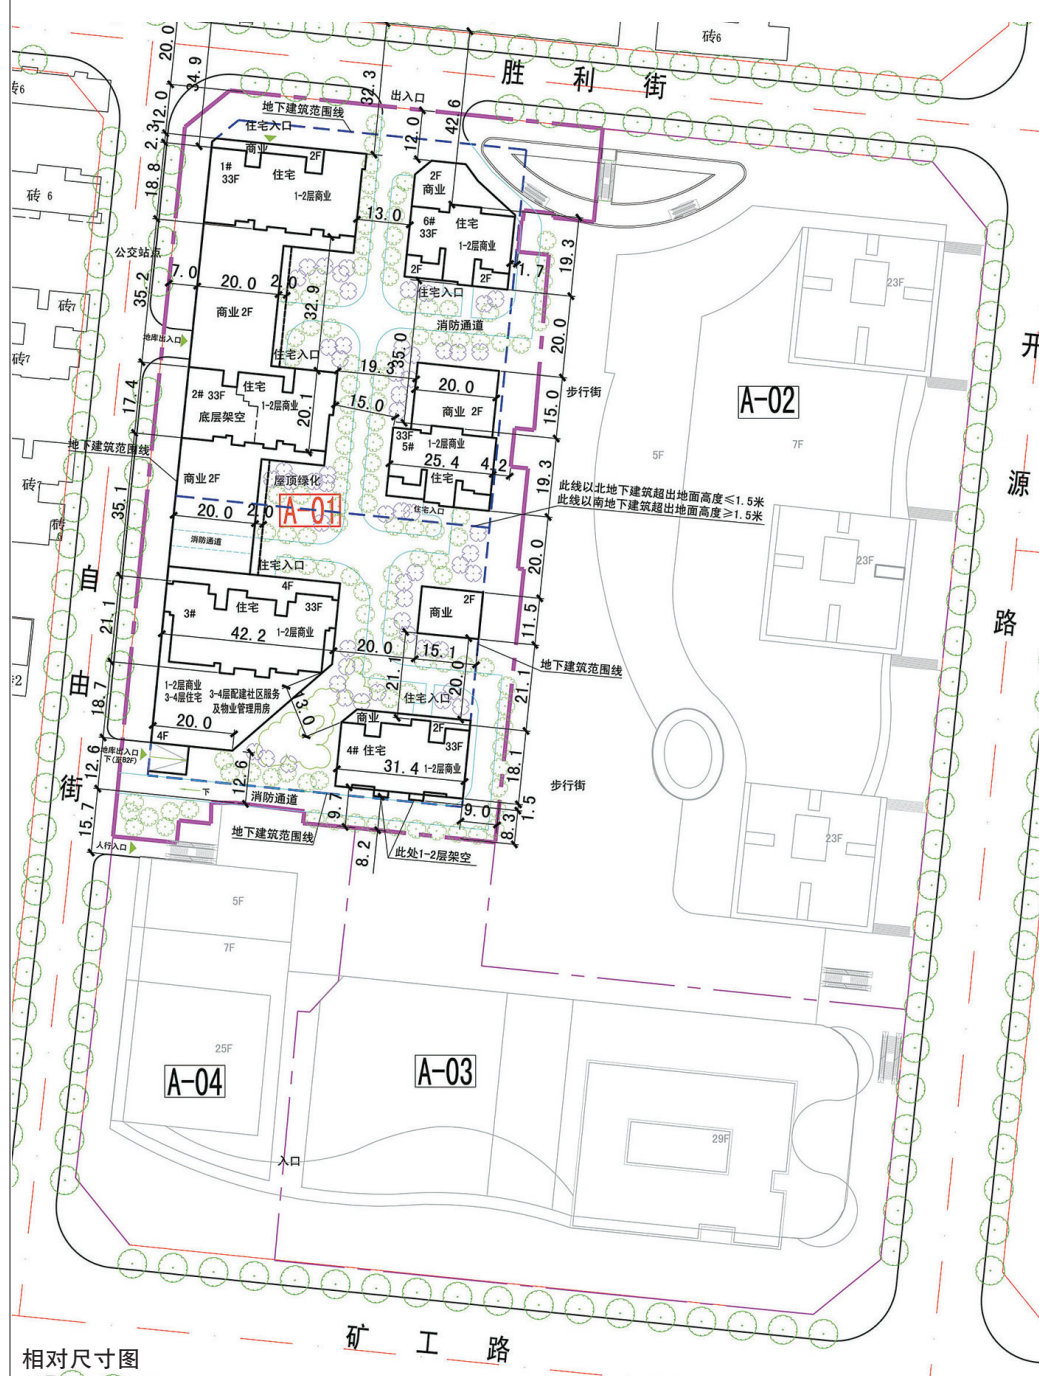 20.0
34.9
32.3
42.6
砖6
胜利街
出入口
12.0
地下建筑范围线
住宅入口
12.0
2.3
18.8
商业
2F
1#
33F
住宅
1-2层商业
2F
商业
6#
33F
住宅
1-2层商业
13.0
2F
2F
1.7
19.3
砖6
公交站点
35.2
7.0
20.0
2.0
32.9
商业2F
住宅入口
消防通道
20.0
23F
砖7
砖7
地库出入口
住宅入口
19.3
35.0
开源路
17.4
2# 33F
住宅
1-2层商业
底层架空
20.1
15.0
20.0
商业 2F
步行街
15.0
A-02
7F
5F
地下建筑范围线
33F
5#
1-2层商业
25.4
4.2
住宅
住宅入口
19.3
此线以北地下建筑超出地面高度≤1.5米
此线以南地下建筑超出地面高度≥1.5米
35.1
商业2F
屋顶绿化
A-01
20.0
2.0
消防通道
住宅入口
20.0
23F
自由街
21.1
4F
3#
住宅
33F
42.2
1-2层商业
20.0
2F
商业
11.5
15.1
地下建筑范围线
21.1
20.0
21.1
18.7
1-2层商业
3-4层住宅
3-4层配建社区服务
及物业管理用房
20.0
4F
13.0
住宅入口
商业
2F
33F
4# 住宅
31.4
1-2层商业
18.1
步行街
12.6
地库出入口
下(至B2F)
下
12.6
消防通道
9.7
9.0
1.5
8.3
15.7
人行入口
地下建筑范围线
8.2
此处1-2层架空
23F
5F
7F
25F
A-04
A-03
29F
入口
矿工路
相对尺寸图